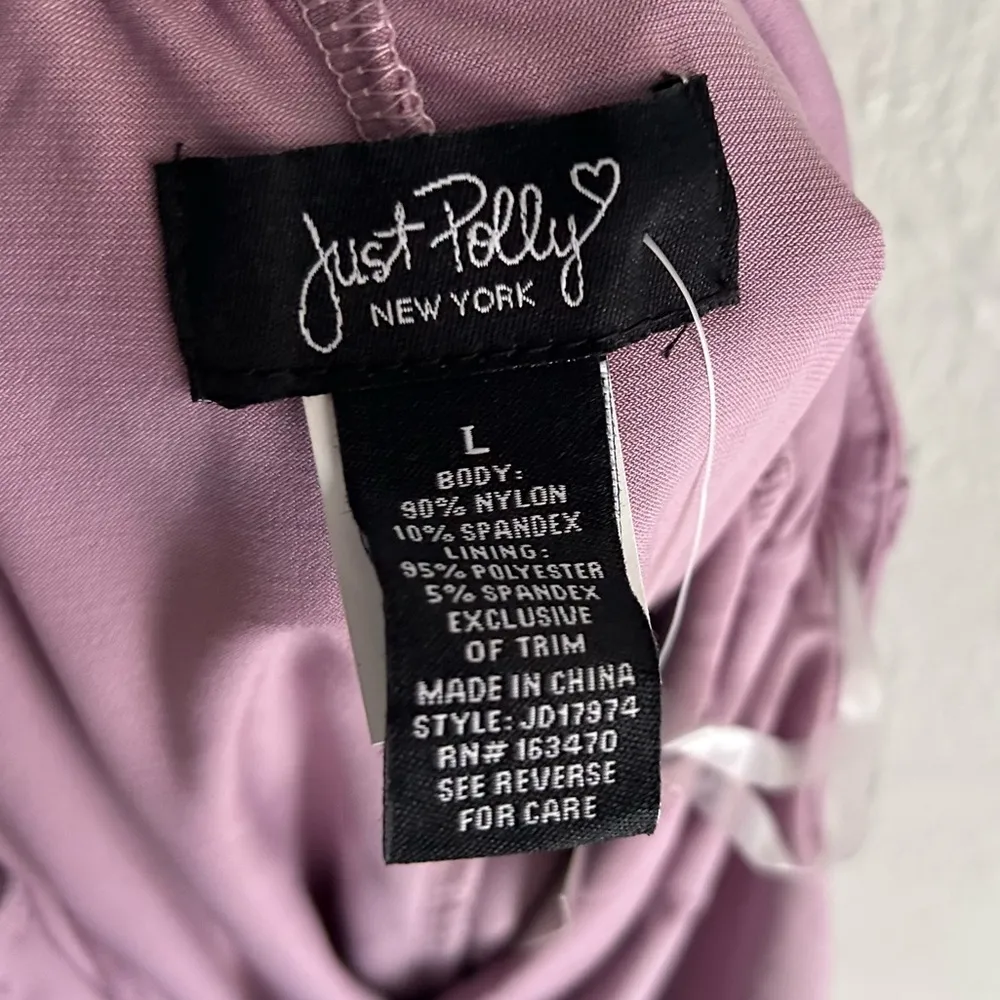 Just Polly
NEW YORK
L
BODY:
90% NYLON
10% SPANDEX
LINING:
95% POLYESTER
5% SPANDEX
EXCLUSIVE
OF TRIM
MADE IN CHINA
STYLE: JD17974
RN# 163470
SEE REVERSE
FOR CARE